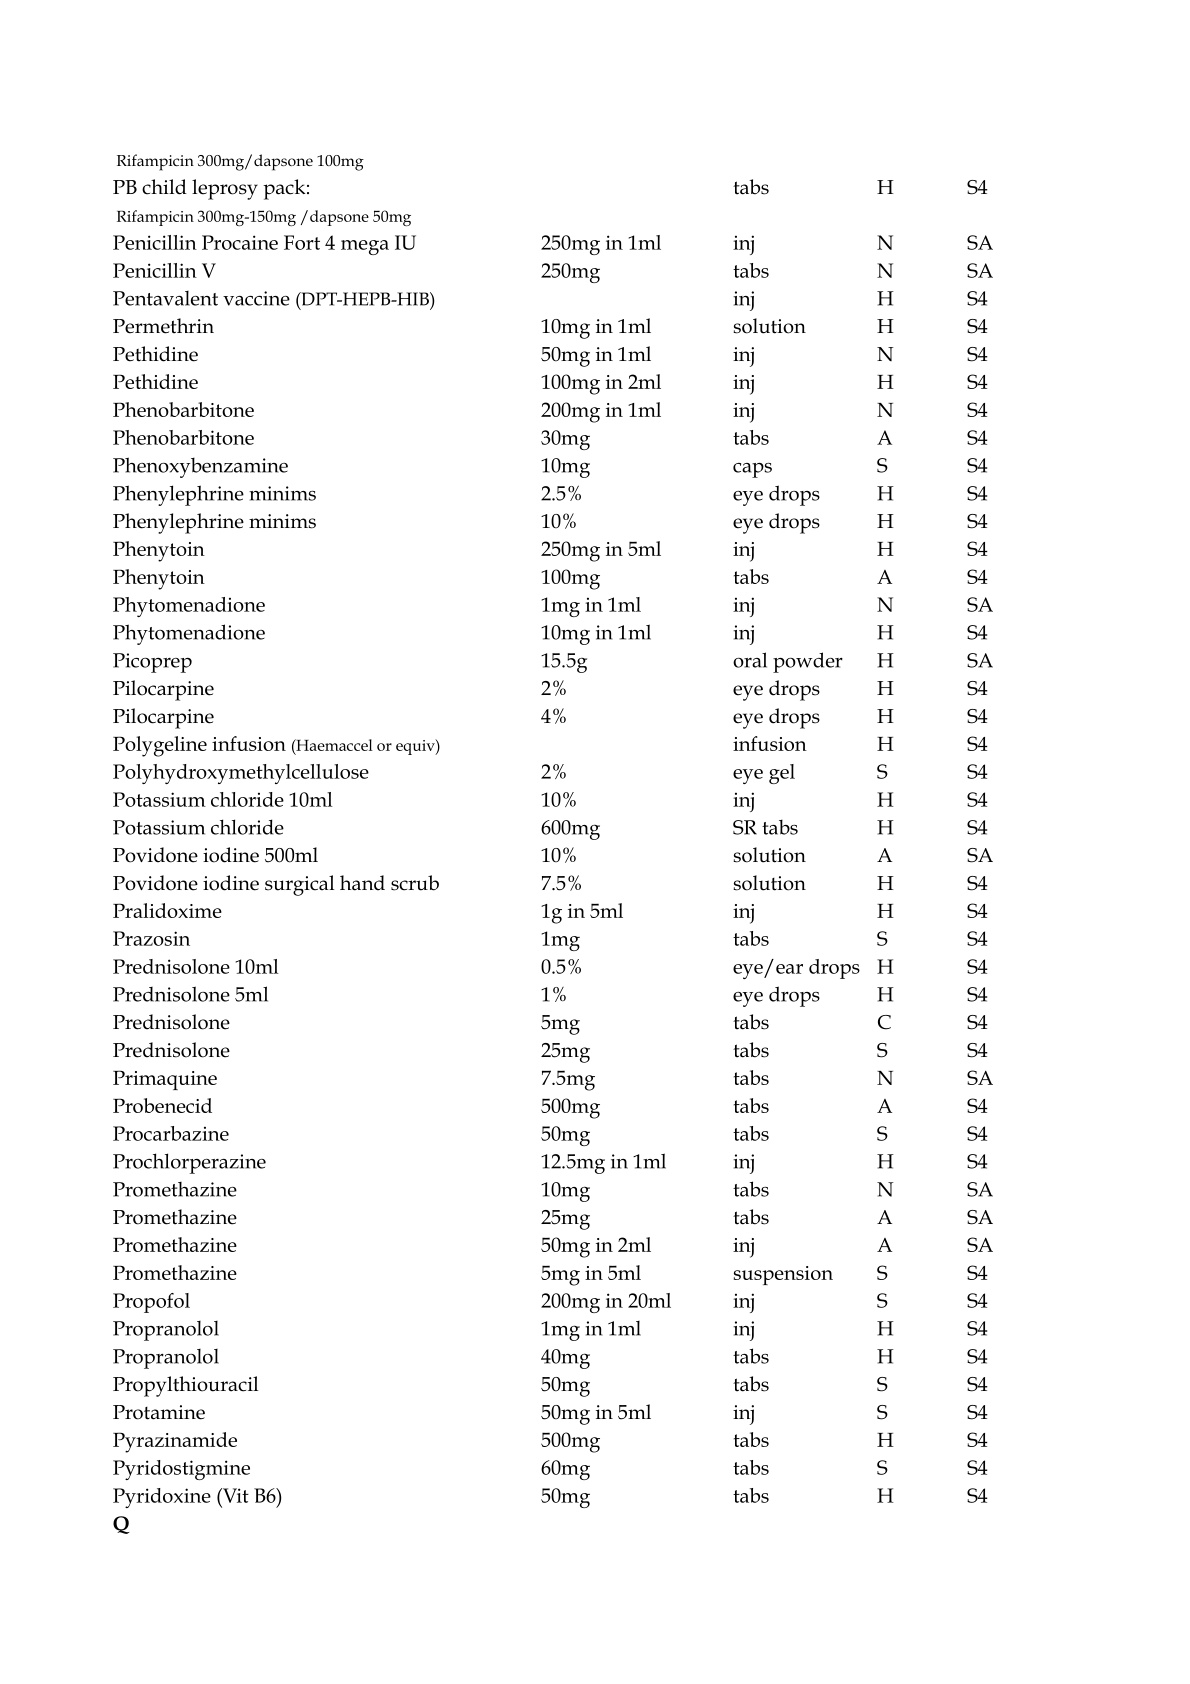 Rifampicin 300mg/dapsone 100mg
PB child leprosy pack: tabs H S4
Rifampicin 300mg-150mg /dapsone 50mg
Penicillin Procaine Fort 4 mega IU 250mg in 1ml inj N SA
Penicillin V 250mg tabs N SA
Pentavalent vaccine (DPT-HEPB-HIB) inj H S4
Permethrin 10mg in 1ml solution H S4
Pethidine 50mg in 1ml inj N S4
Pethidine 100mg in 2ml inj H S4
Phenobarbitone 200mg in 1ml inj N S4
Phenobarbitone 30mg tabs A S4
Phenoxybenzamine 10mg caps S S4
Phenylephrine minims 2.5% eye drops H S4
Phenylephrine minims 10% eye drops H S4
Phenytoin 250mg in 5ml inj H S4
Phenytoin 100mg tabs A S4
Phytomenadione 1mg in 1ml inj N SA
Phytomenadione 10mg in 1ml inj H S4
Picoprep 15.5g oral powder H SA
Pilocarpine 2% eye drops H S4
Pilocarpine 4% eye drops H S4
Polygeline infusion (Haemaccel or equiv) infusion H S4
Polyhydroxymethylcellulose 2% eye gel S S4
Potassium chloride 10ml 10% inj H S4
Potassium chloride 600mg SR tabs H S4
Povidone iodine 500ml 10% solution A SA
Povidone iodine surgical hand scrub 7.5% solution H S4
Pralidoxime 1g in 5ml inj H S4
Prazosin 1mg tabs S S4
Prednisolone 10ml 0.5% eye/ear drops H S4
Prednisolone 5ml 1% eye drops H S4
Prednisolone 5mg tabs C S4
Prednisolone 25mg tabs S S4
Primaquine 7.5mg tabs N SA
Probenecid 500mg tabs A S4
Procarbazine 50mg tabs S S4
Prochlorperazine 12.5mg in 1ml inj H S4
Promethazine 10mg tabs N SA
Promethazine 25mg tabs A SA
Promethazine 50mg in 2ml inj A SA
Promethazine 5mg in 5ml suspension S S4
Propofol 200mg in 20ml inj S S4
Propranolol 1mg in 1ml inj H S4
Propranolol 40mg tabs H S4
Propylthiouracil 50mg tabs S S4
Protamine 50mg in 5ml inj S S4
Pyrazinamide 500mg tabs H S4
Pyridostigmine 60mg tabs S S4
Pyridoxine (Vit B6) 50mg tabs H S4
Q